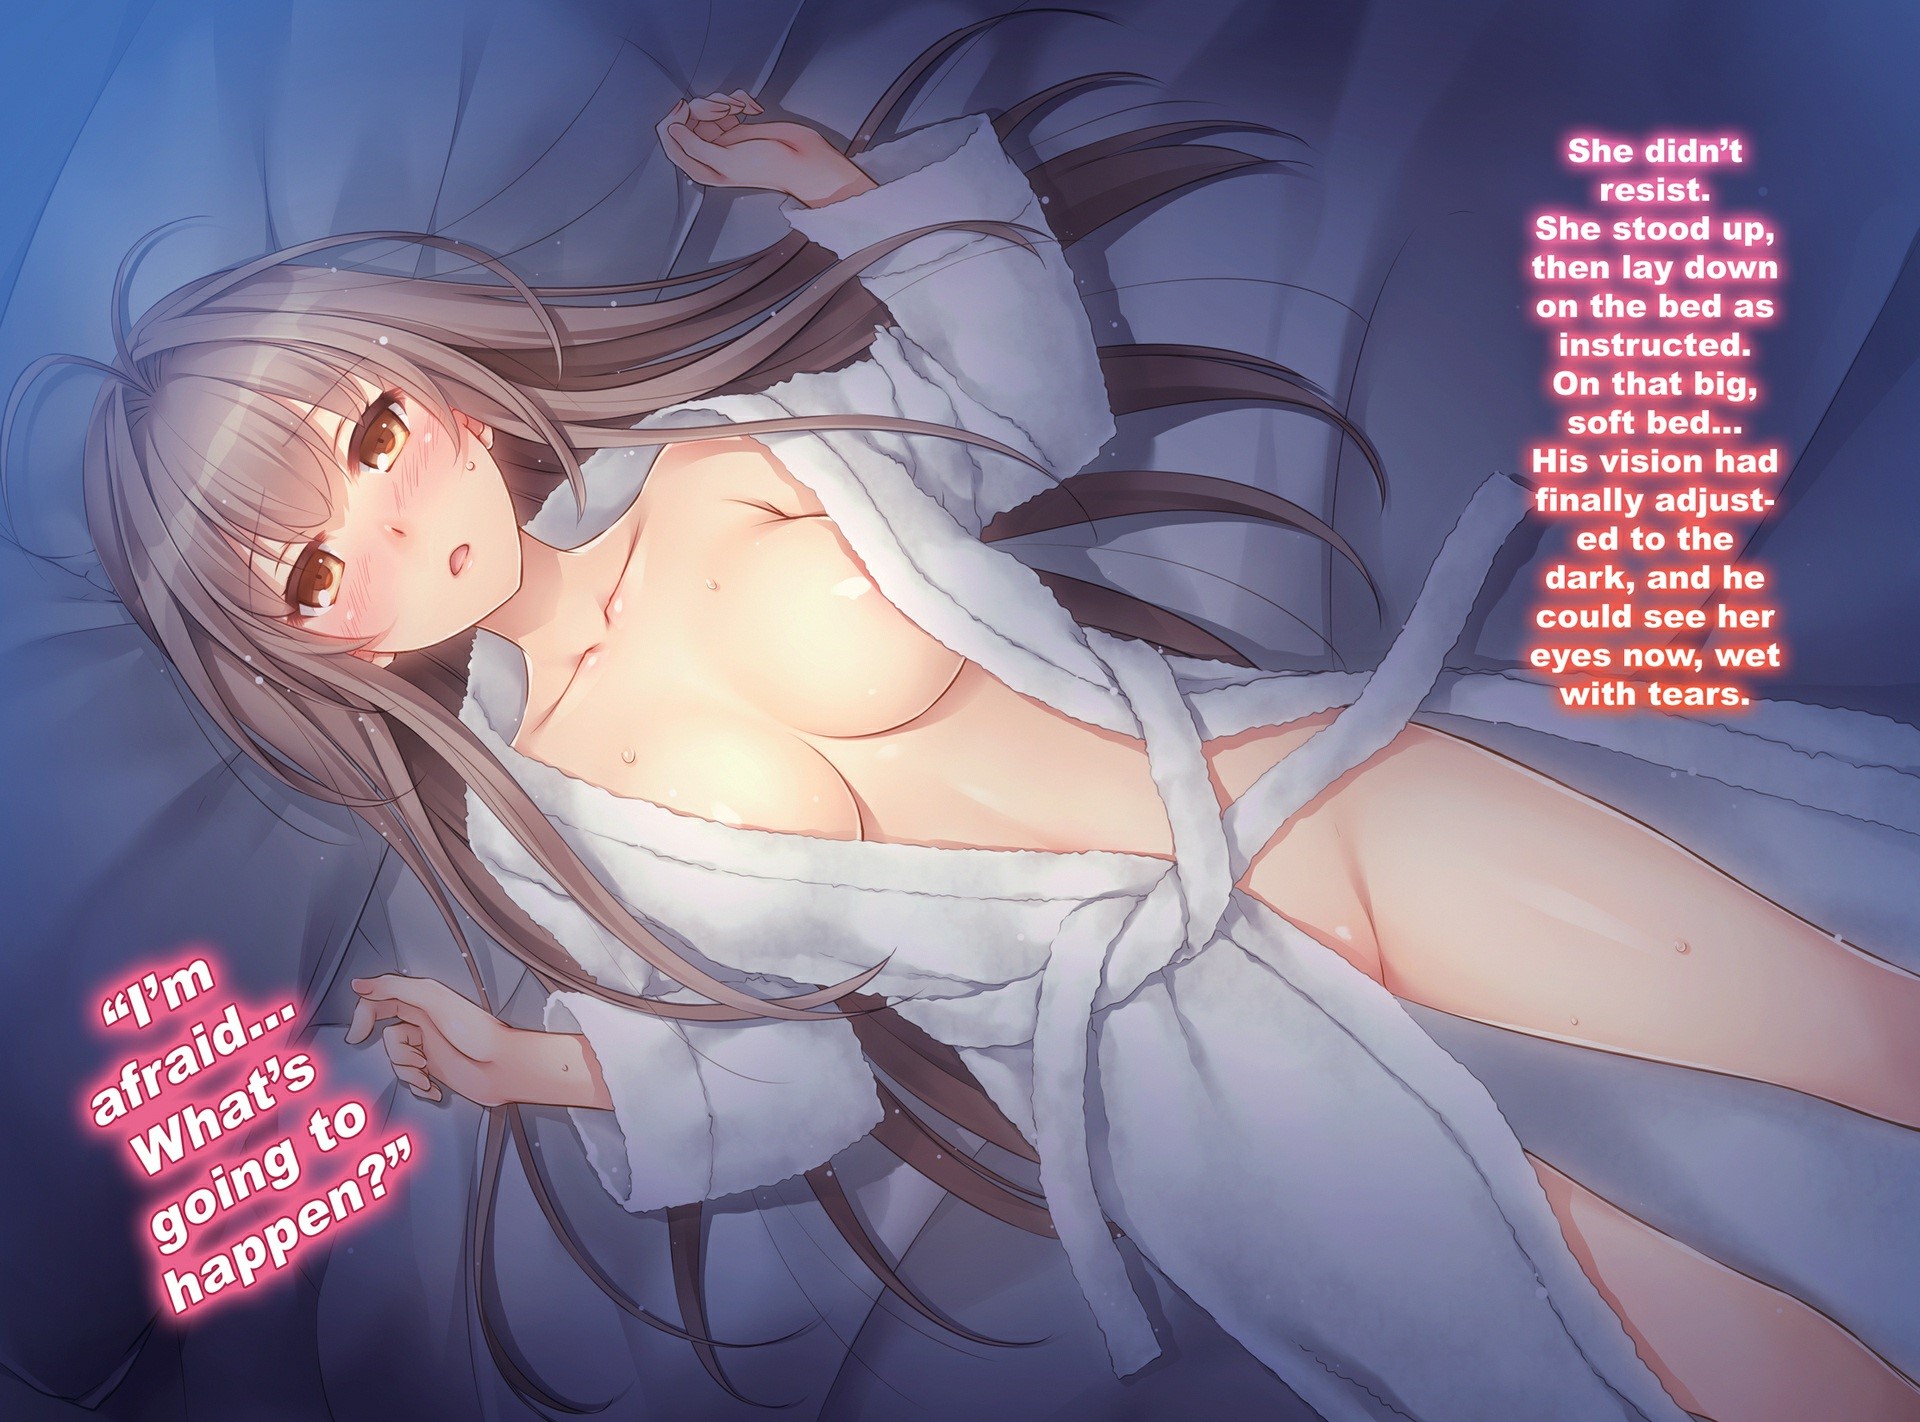 She didn't
resist.
She stood up,
then lay down
on the bed as
instructed.
On that big,
soft bed...
His vision had
finally adjust-
ed to the
dark, and he
could see her
eyes now, wet
with tears.
“I’m
afraid...
What’s
going to
happen?”